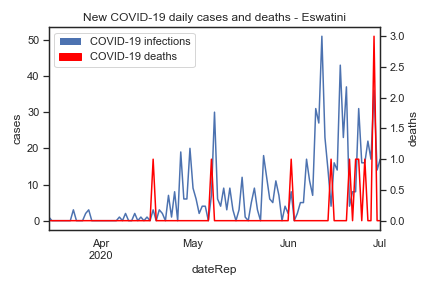 New COVID-19 daily cases and deaths - Eswatini
COVID-19 infections
COVID-19 deaths
50
40
30
20
10
0
cases
3.0
2.5
2.0
1.5
1.0
0.5
0.0
deaths
Apr
2020
May
Jun
Jul
dateRep